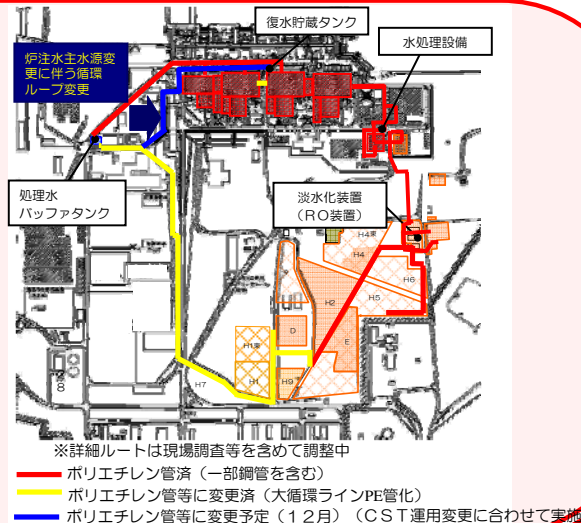 復水貯蔵タンク
水処理設備
炉注水主水源変
更に伴う循環
ループ変更
処理水
バッファタンク
淡水化装置
（RO装置）
H4東
H4
H6
H5
H2
D
E
H1東
H1
H9
H7
※詳細ルートは現場調査等を含めて調整中
ポリエチレン管済（一部鋼管を含む）
ポリエチレン管等に変更済（大循環ラインPE管化）
ポリエチレン管等に変更予定（１２月）（ＣＳＴ運用変更に合わせて実施